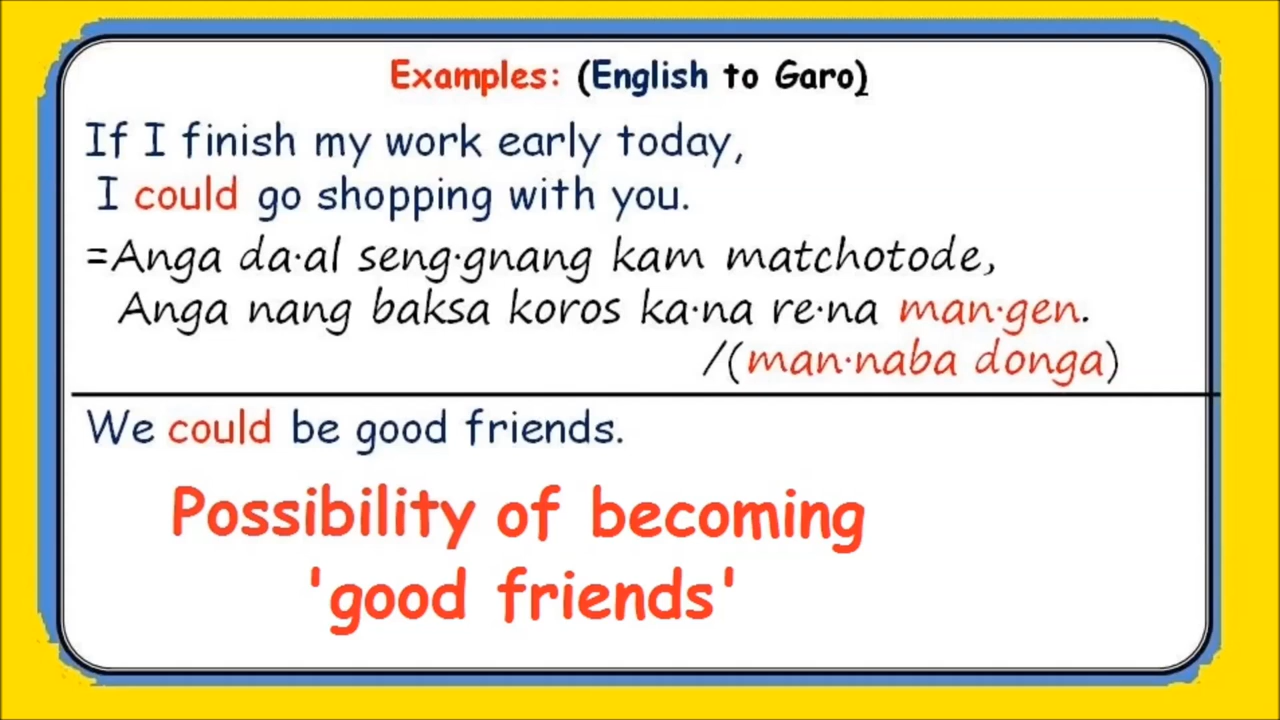 Examples: (English to Garo)
If I finish my work early today,
I could go shopping with you.
=Anga da·al seng·gnang kam matchotode,
Anga nang baksa koros ka·na re·na man·gen.
/(man·naba donga)
We could be good friends.
Possibility of becoming
'good friends'